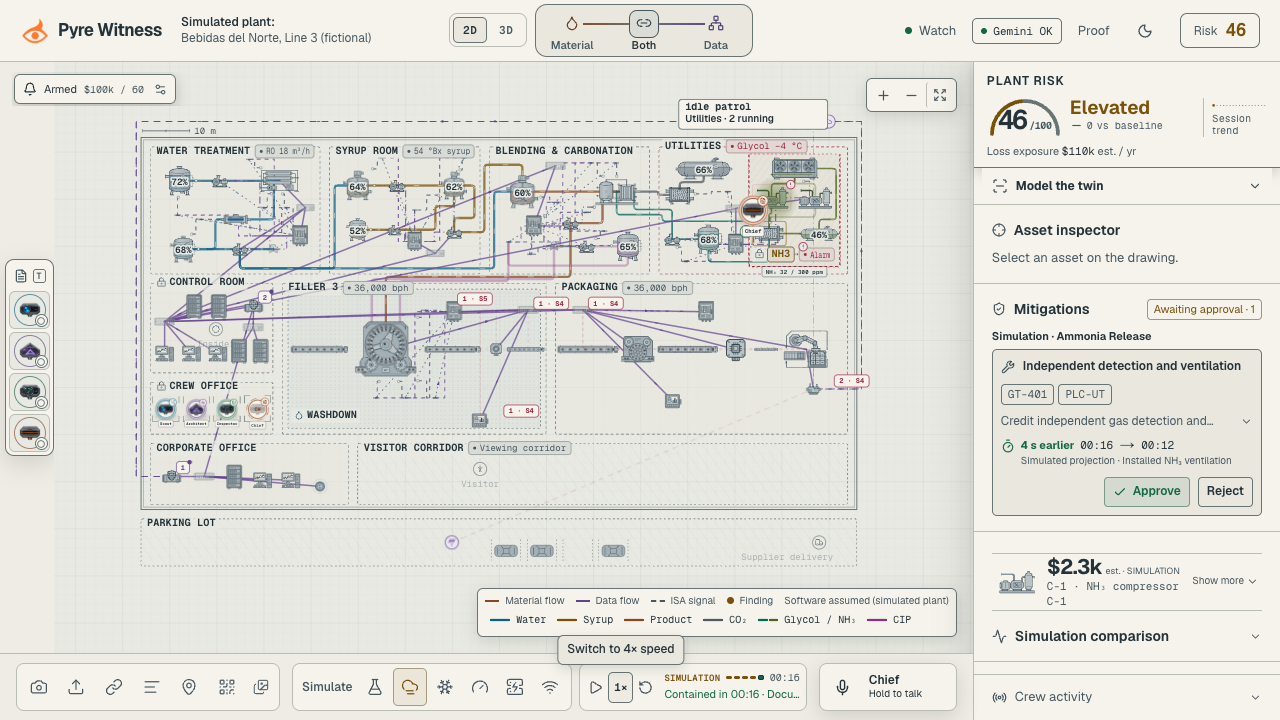 Pyre Witness
Simulated plant:
Bebidas del Norte, Line 3 (fictional)
2D 3D
Material Both Data
Watch
Gemini OK
Proof
Risk 46
Armed $100k / 60
idle patrol
Utilities · 2 running
10 m
WATER TREATMENT
RO 18 m³/h
SYRUP ROOM
54 °Bx syrup
BLENDING & CARBONATION
UTILITIES
Glycol −4 °C
72%
68%
64%
62%
52%
60%
65%
66%
68%
46%
Chief
NH3
Alarm
NH₃ 32 / 300 ppm
CONTROL ROOM
2
FILLER 3
36,000 bph
PACKAGING
36,000 bph
1 · S5
1 · S4
1 · S4
1 · S4
2 · S4
WASHDOWN
CREW OFFICE
Scout
Architect
Inspector
Chief
CORPORATE OFFICE
1
VISITOR CORRIDOR
Viewing corridor
Visitor
PARKING LOT
Supplier delivery
Material flow
Data flow
ISA signal
Finding
Software assumed (simulated plant)
Water
Syrup
Product
CO₂
Glycol / NH₃
CIP
Switch to 4× speed
Simulate
1×
SIMULATION 00:16
Contained in 00:16 · Docu…
Chief
Hold to talk
T
PLANT RISK
46 /100
Elevated
— 0 vs baseline
Session trend
Loss exposure $110k est. / yr
Model the twin
Asset inspector
Select an asset on the drawing.
Mitigations
Awaiting approval · 1
Simulation · Ammonia Release
Independent detection and ventilation
GT-401
PLC-UT
Credit independent gas detection and…
4 s earlier 00:16 → 00:12
Simulated projection · Installed NH₃ ventilation
Approve
Reject
$2.3k est. · SIMULATION
C-1 · NH₃ compressor
C-1
Show more
Simulation comparison
Crew activity